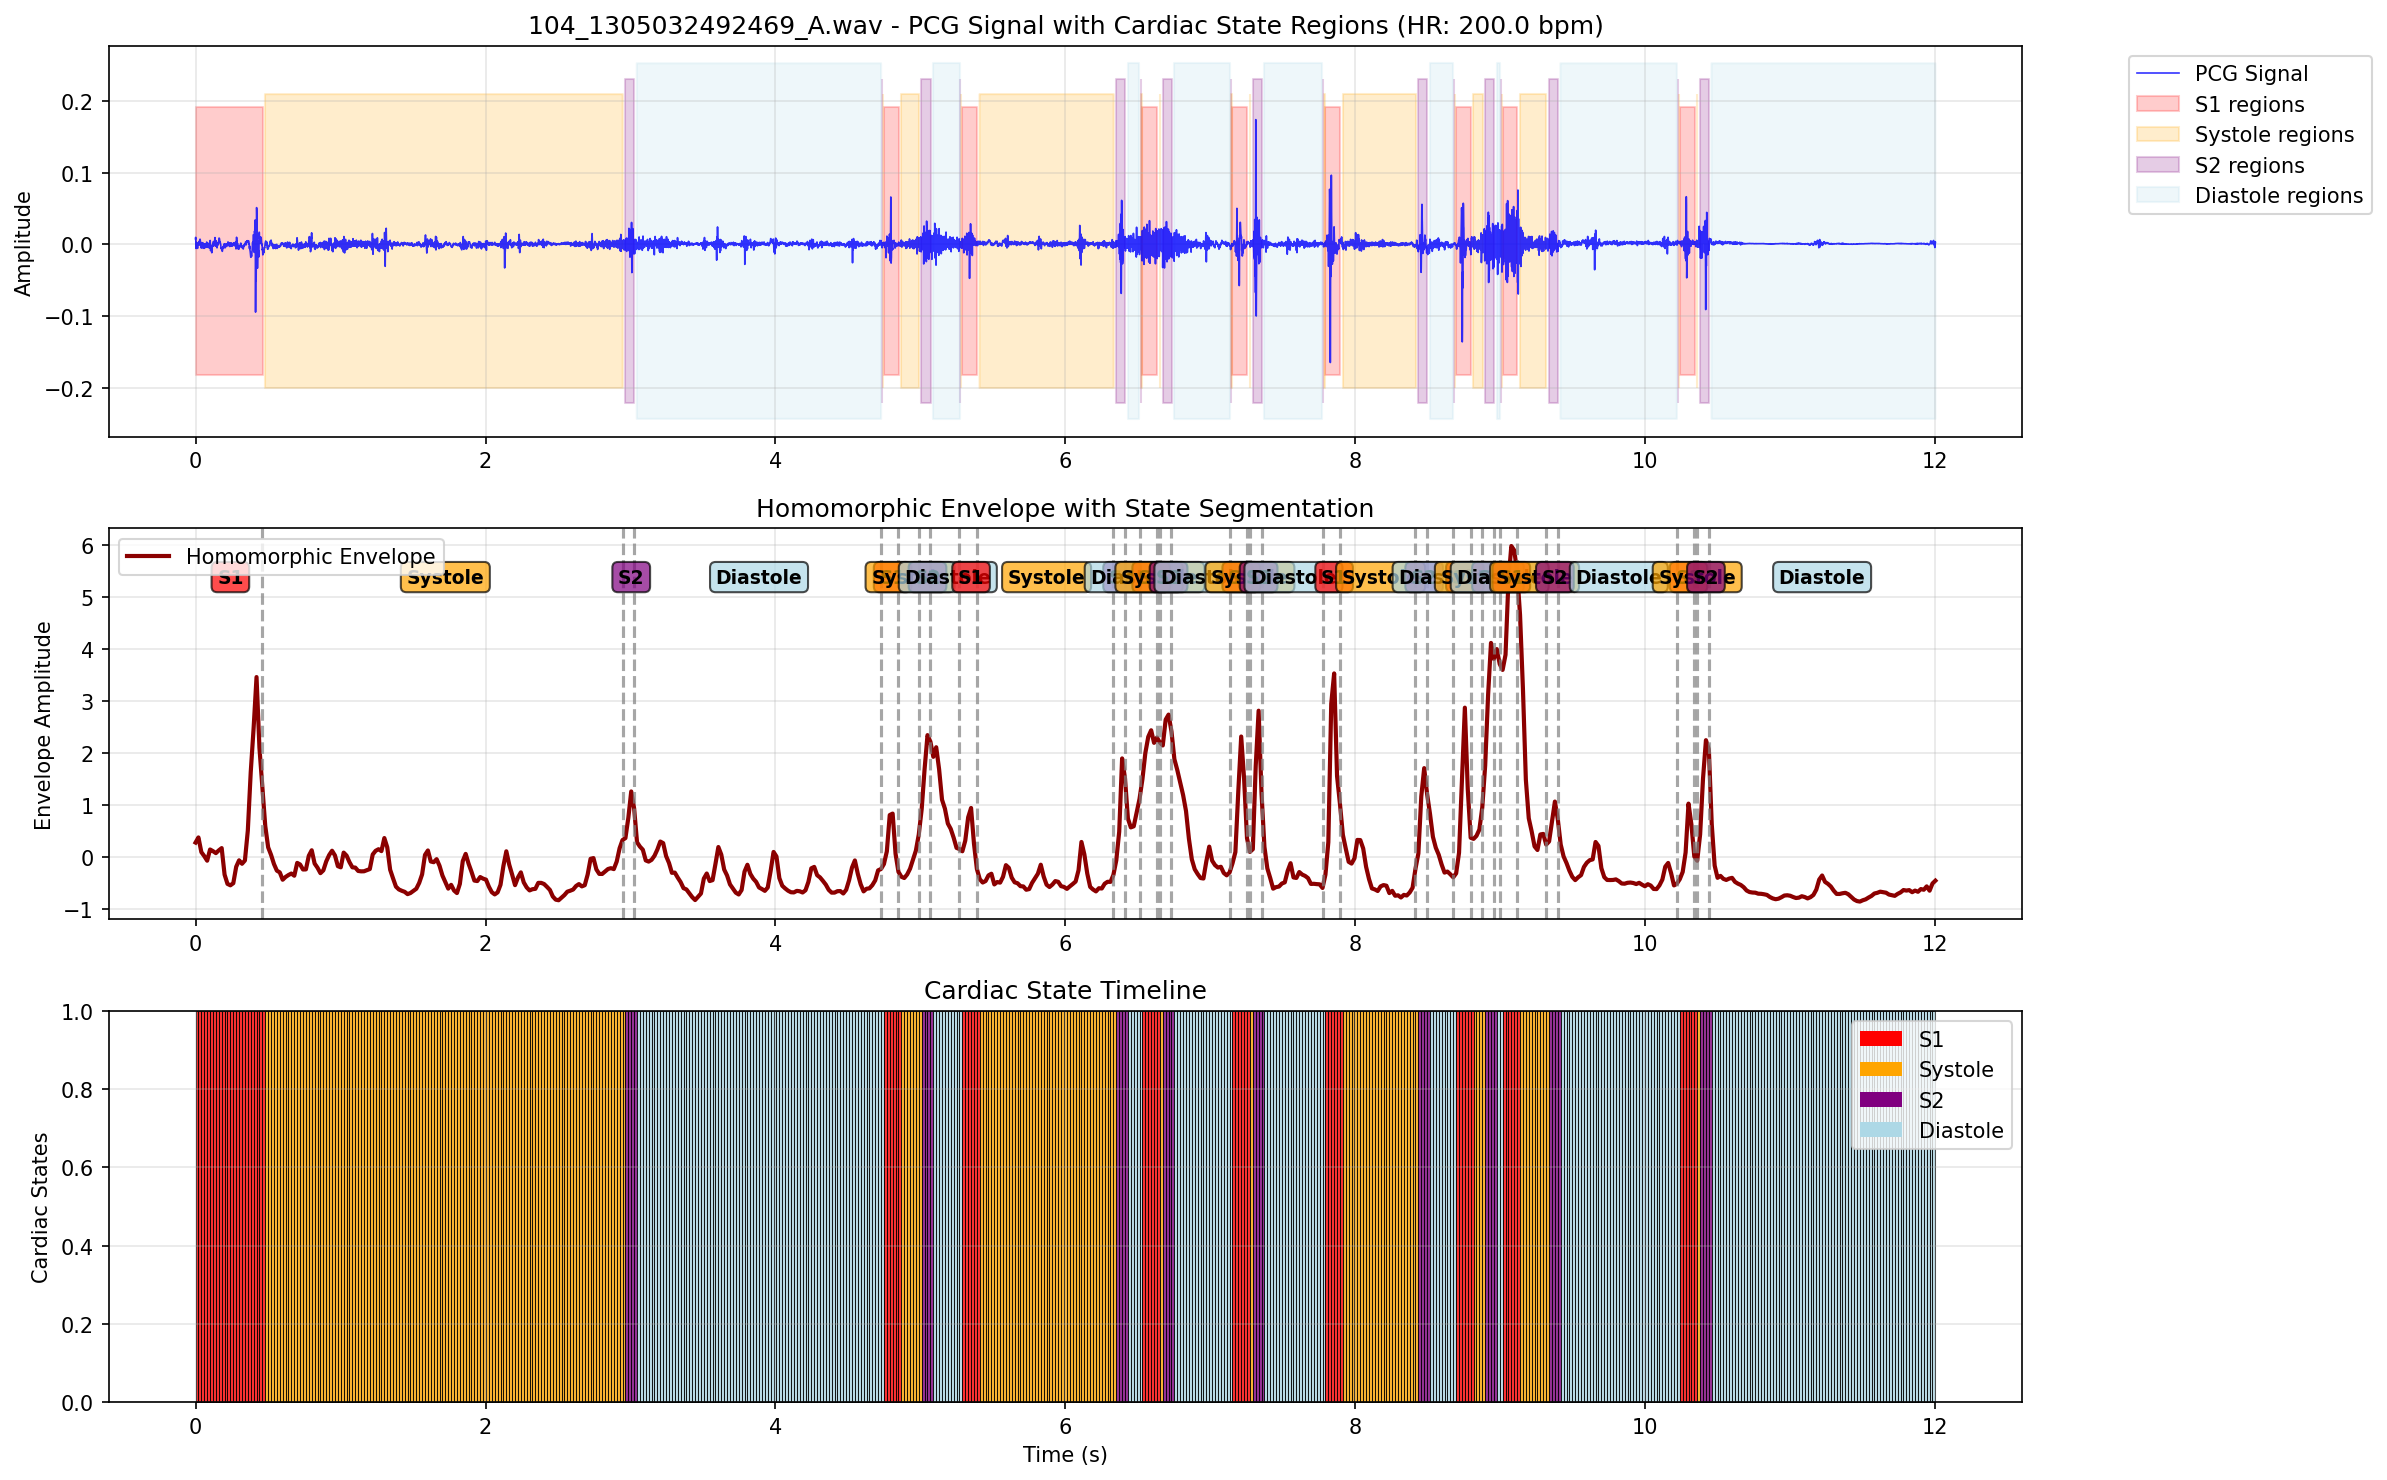 104_1305032492469_A.wav - PCG Signal with Cardiac State Regions (HR: 200.0 bpm)
Amplitude
0.2
0.1
0.0
−0.1
−0.2
0 2 4 6 8 10 12
PCG Signal
S1 regions
Systole regions
S2 regions
Diastole regions
Homomorphic Envelope with State Segmentation
Envelope Amplitude
6
5
4
3
2
1
0
−1
Homomorphic Envelope
S1 Systole S2 Diastole S1 Systole Diastole S2 Diastole
0 2 4 6 8 10 12
Cardiac State Timeline
Cardiac States
1.0
0.8
0.6
0.4
0.2
0.0
S1
Systole
S2
Diastole
0 2 4 6 8 10 12
Time (s)